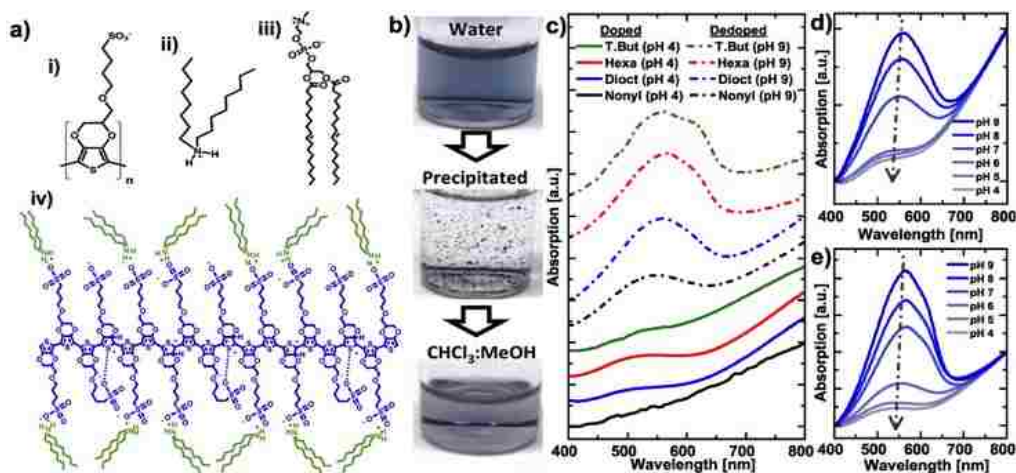 a)
i)
ii)
iii)
iv)
SO₃⁻
O
O
O
S
n
H N H
b)
Water
Precipitated
CHCl₃:MeOH
c)
Absorption [a.u.]
Doped
T.But (pH 4)
Hexa (pH 4)
Dioct (pH 4)
Nonyl (pH 4)
Dedoped
T.But (pH 9)
Hexa (pH 9)
Dioct (pH 9)
Nonyl (pH 9)
400 500 600 700 800
nm
d)
Absorption [a.u.]
pH 9
pH 8
pH 7
pH 6
pH 5
pH 4
400 500 600 700 800
Wavelength [nm]
e)
Absorption [a.u.]
pH 9
pH 8
pH 7
pH 6
pH 5
pH 4
400 500 600 700 800
Wavelength [nm]